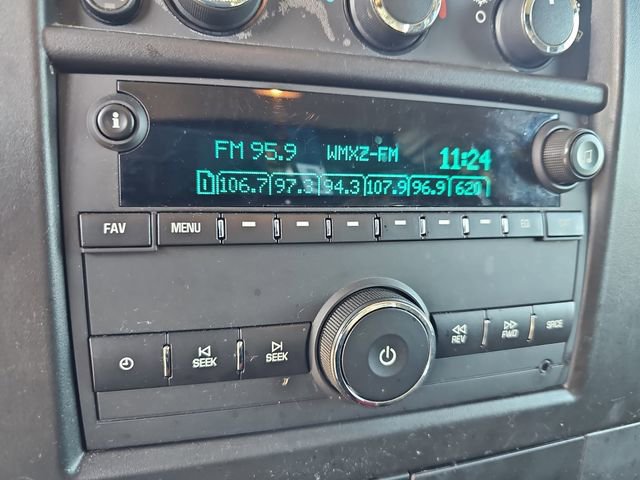 i
FM 95.9 WMXZ-FM 11:24
1 106.7 97.3 94.3 107.9 96.9 620
FAV MENU EQ
SEEK SEEK REV FWD SRCE